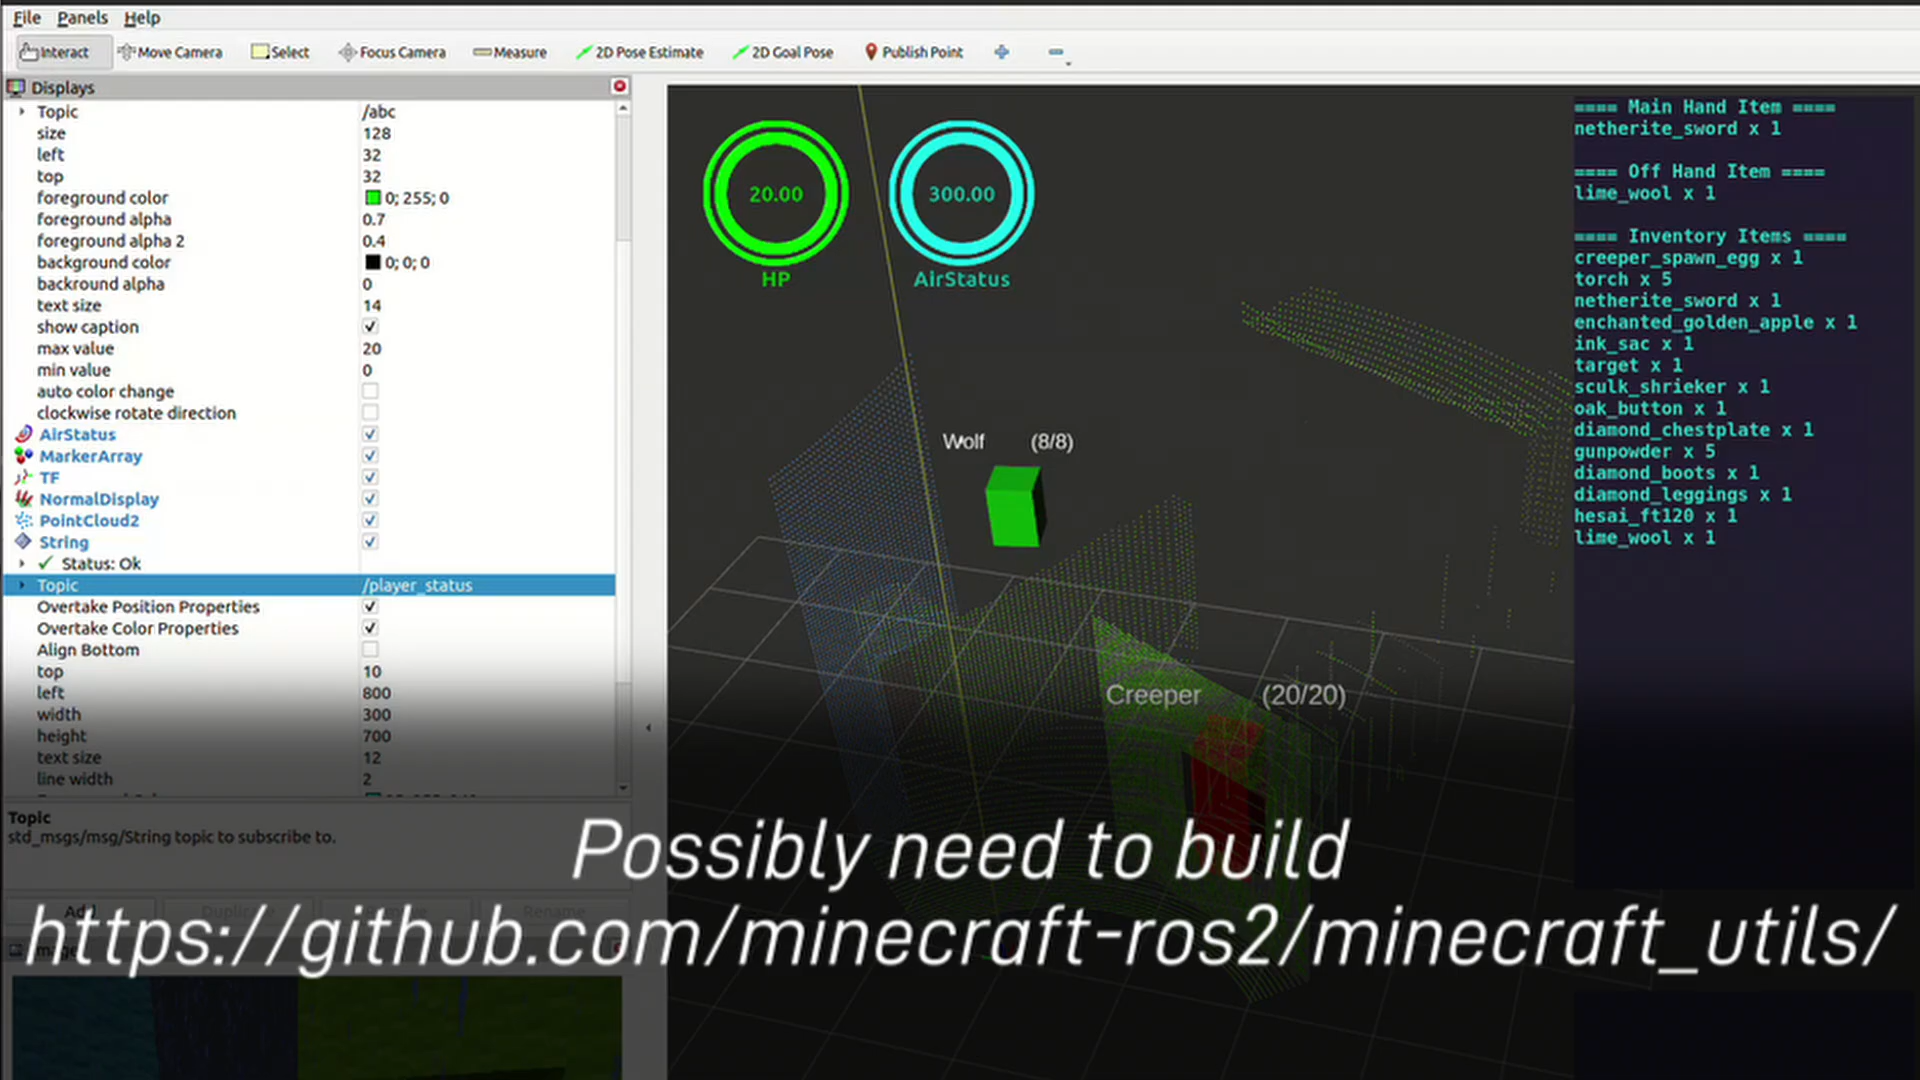 File Panels Help
Interact Move Camera Select Focus Camera Measure 2D Pose Estimate 2D Goal Pose Publish Point
Displays
Topic /abc
size 128
left 32
top 32
foreground color 0; 255; 0
foreground alpha 0.7
foreground alpha 2 0.4
background color 0; 0; 0
backround alpha 0
text size 14
show caption
max value 20
min value 0
auto color change
clockwise rotate direction
AirStatus
MarkerArray
TF
NormalDisplay
PointCloud2
String
Status: Ok
Topic /player_status
Overtake Position Properties
Overtake Color Properties
Align Bottom
top 10
left 800
width 300
height 700
text size 12
line width 2
Topic
std_msgs/msg/String topic to subscribe to.
Add Duplicate Rename
20.00
HP
300.00
AirStatus
Wolf (8/8)
Creeper (20/20)
==== Main Hand Item ====
netherite_sword x 1
==== Off Hand Item ====
lime_wool x 1
==== Inventory Items ====
creeper_spawn_egg x 1
torch x 5
netherite_sword x 1
enchanted_golden_apple x 1
ink_sac x 1
target x 1
sculk_shrieker x 1
oak_button x 1
diamond_chestplate x 1
gunpowder x 5
diamond_boots x 1
diamond_leggings x 1
hesai_ft120 x 1
lime_wool x 1
Possibly need to build
https://github.com/minecraft-ros2/minecraft_utils/